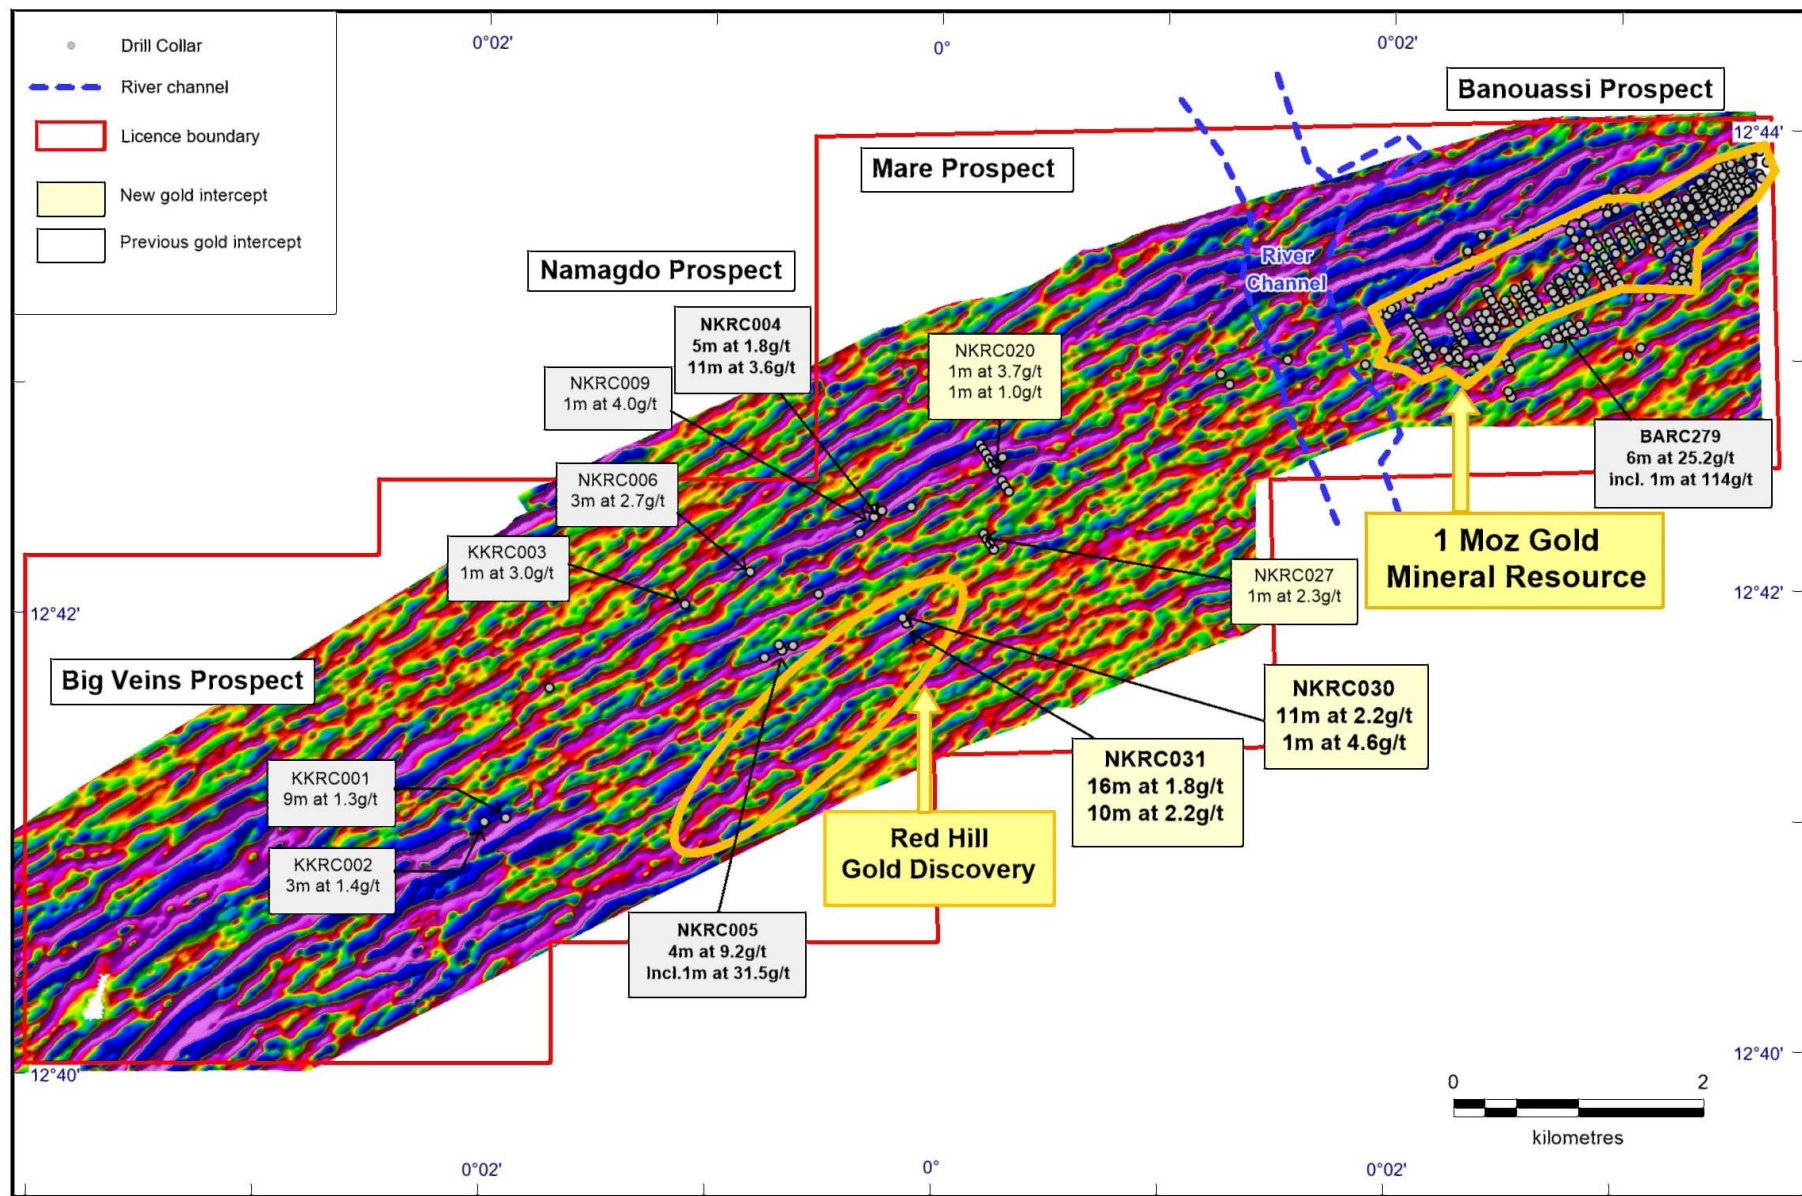 Drill Collar
River channel
Licence boundary
New gold intercept
Previous gold intercept
0°02'
0°
0°02'
Banouassi Prospect
12°44'
Mare Prospect
Namagdo Prospect
River
Channel
NKRC004
5m at 1.8g/t
11m at 3.6g/t
NKRC009
1m at 4.0g/t
NKRC020
1m at 3.7g/t
1m at 1.0g/t
BARC279
6m at 25.2g/t
incl. 1m at 114g/t
NKRC006
3m at 2.7g/t
1 Moz Gold
Mineral Resource
KKRC003
1m at 3.0g/t
NKRC027
1m at 2.3g/t
12°42'
12°42'
Big Veins Prospect
NKRC030
11m at 2.2g/t
1m at 4.6g/t
NKRC031
16m at 1.8g/t
10m at 2.2g/t
KKRC001
9m at 1.3g/t
Red Hill
Gold Discovery
KKRC002
3m at 1.4g/t
NKRC005
4m at 9.2g/t
Incl.1m at 31.5g/t
12°40'
12°40'
0
2
kilometres
0°02'
0°
0°02'